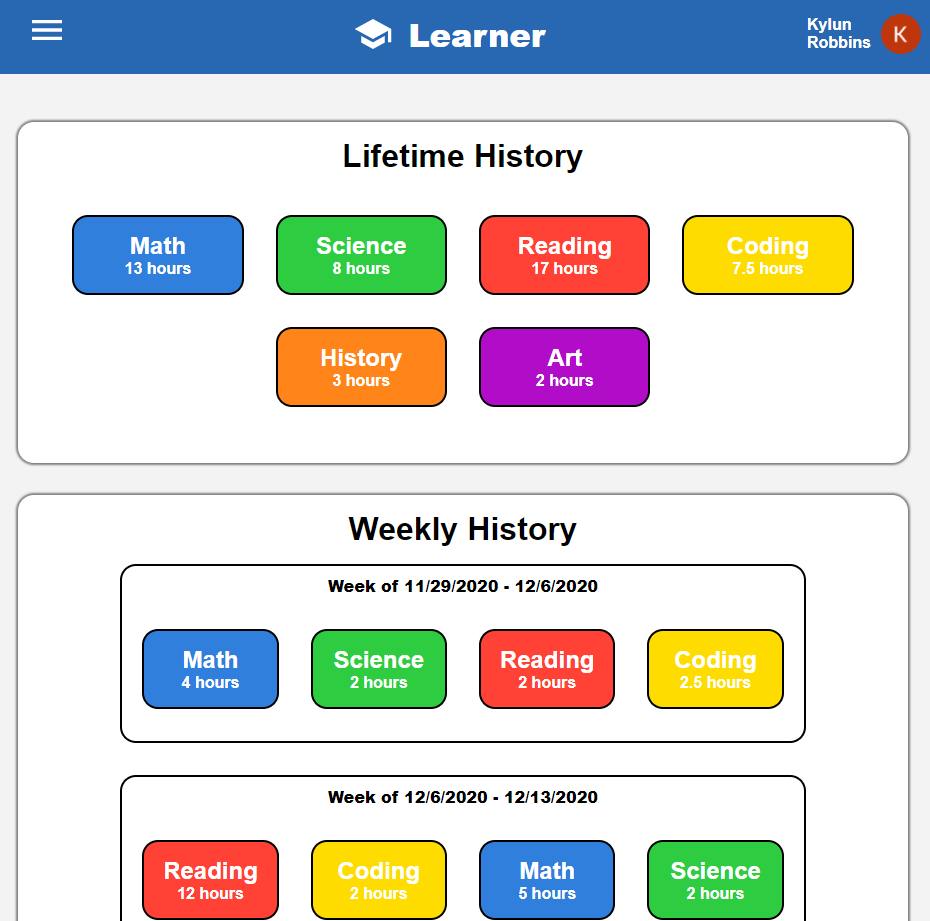 Learner
Kylun
Robbins
K
Lifetime History
Math
13 hours
Science
8 hours
Reading
17 hours
Coding
7.5 hours
History
3 hours
Art
2 hours
Weekly History
Week of 11/29/2020 - 12/6/2020
Math
4 hours
Science
2 hours
Reading
2 hours
Coding
2.5 hours
Week of 12/6/2020 - 12/13/2020
Reading
12 hours
Coding
2 hours
Math
5 hours
Science
2 hours